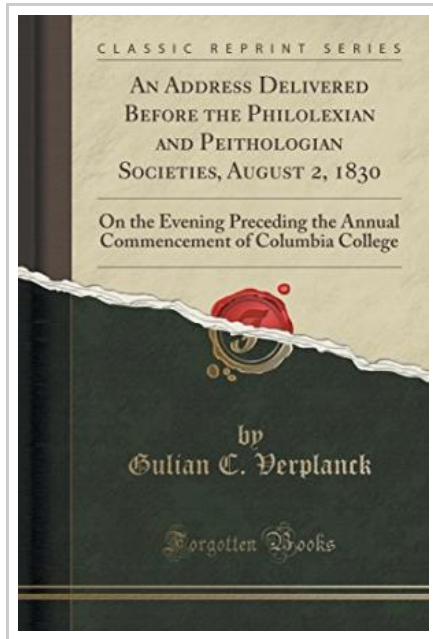 CLASSIC REPRINT SERIES
AN ADDRESS DELIVERED
BEFORE THE PHILOLEXIAN
AND PEITHOLOGIAN
SOCIETIES, AUGUST 2, 1830
On the Evening Preceding the Annual
Commencement of Columbia College
by
Gulian C. Verplanck
Forgotten Books